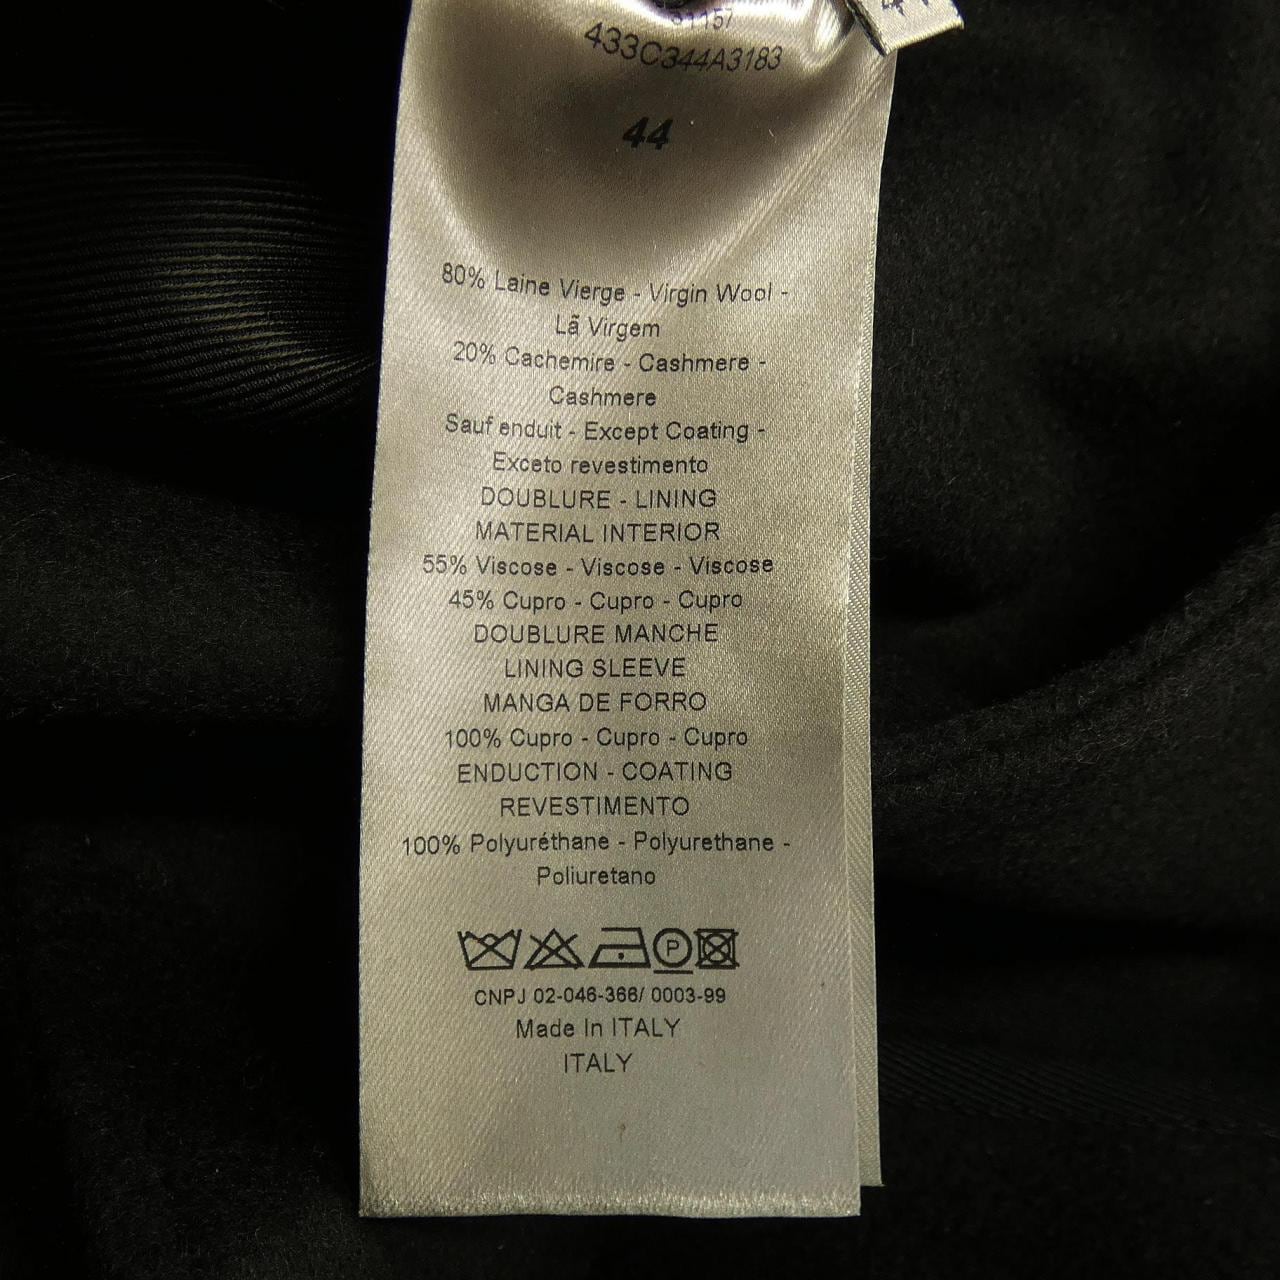 433C344A3183
44
80% Laine Vierge - Virgin Wool -
Lã Virgem
20% Cachemire - Cashmere -
Cashmere
Sauf enduit - Except Coating -
Exceto revestimento
DOUBLURE - LINING
MATERIAL INTERIOR
55% Viscose - Viscose - Viscose
45% Cupro - Cupro - Cupro
DOUBLURE MANCHE
LINING SLEEVE
MANGA DE FORRO
100% Cupro - Cupro - Cupro
ENDUCTION - COATING
REVESTIMENTO
100% Polyuréthane - Polyurethane -
Poliuretano
P
CNPJ 02-046-366/ 0003-99
Made In ITALY
ITALY